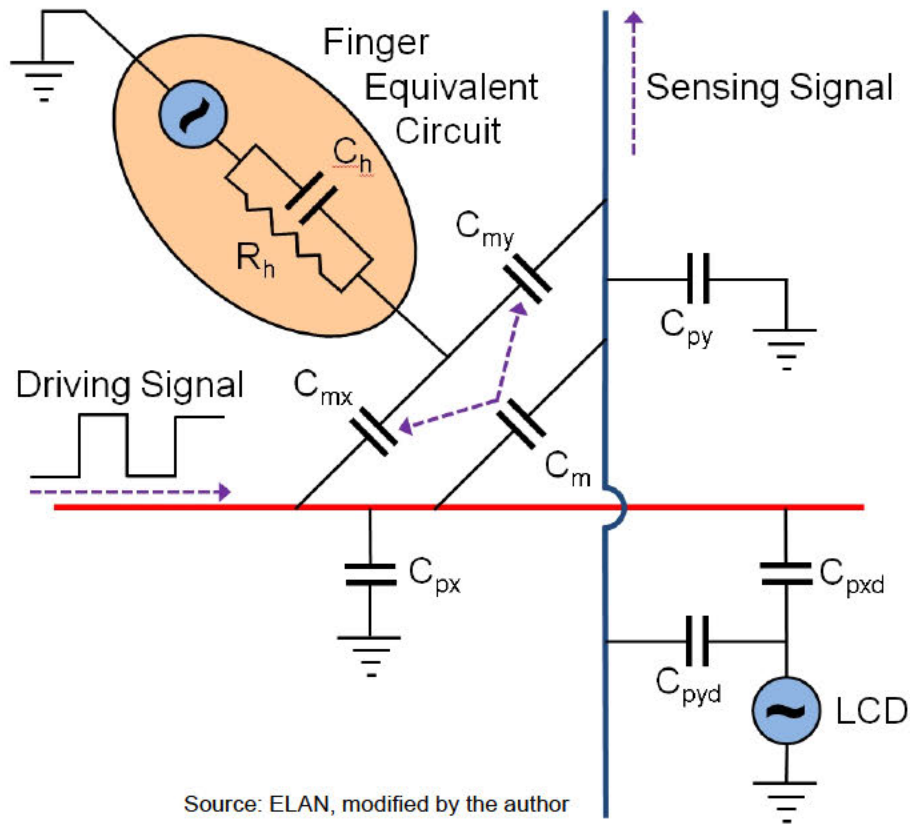 Finger
Equivalent
Circuit
Sensing Signal
Ch
Rh
Cmy
Cpy
Driving Signal
Cmx
Cm
Cpx
Cpxd
Cpyd
LCD
Source: ELAN, modified by the author